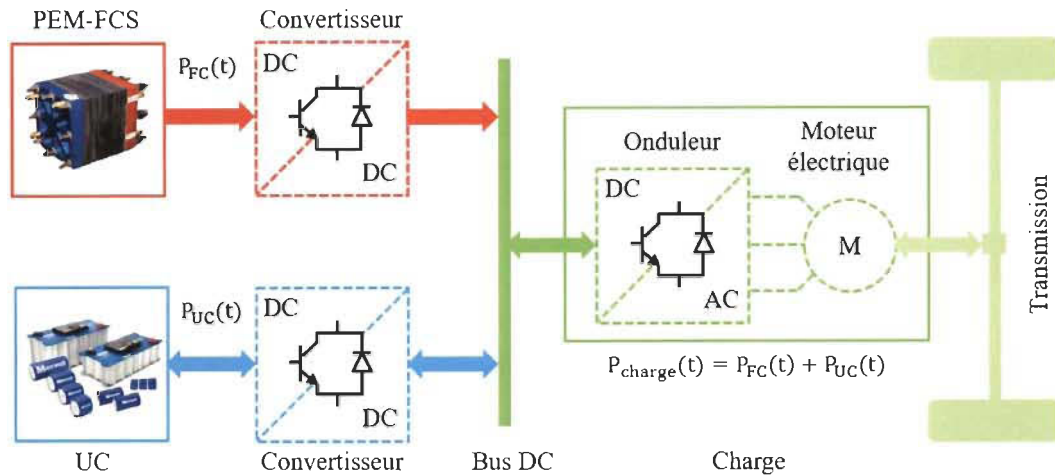 PEM-FCS
Convertisseur
P_FC(t)
DC
DC
Onduleur
Moteur
électrique
DC
AC
M
Transmission
P_UC(t)
DC
DC
P_charge(t) = P_FC(t) + P_UC(t)
UC
Convertisseur
Bus DC
Charge